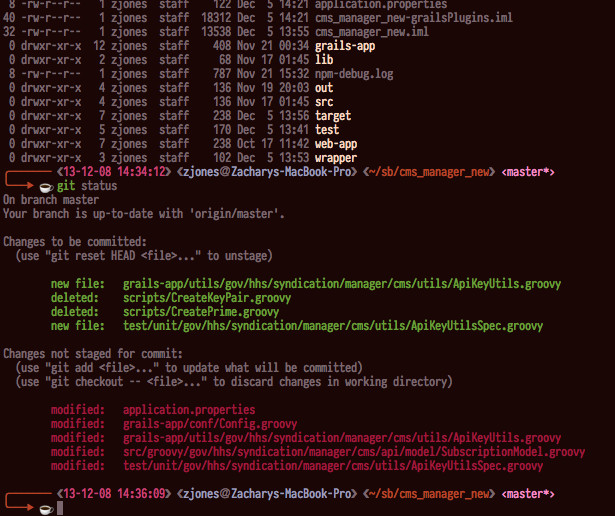 8 -rw-r--r-- 1 zjones staff 122 Dec 5 14:21 application.properties
40 -rw-r--r-- 1 zjones staff 18312 Dec 5 14:21 cms_manager_new-grailsPlugins.iml
32 -rw-r--r-- 1 zjones staff 13538 Dec 5 13:55 cms_manager_new.iml
0 drwxr-xr-x 12 zjones staff 408 Nov 21 00:34 grails-app
0 drwxr-xr-x 2 zjones staff 68 Nov 17 01:45 lib
8 -rw-r--r-- 1 zjones staff 787 Nov 21 15:32 npm-debug.log
0 drwxr-xr-x 4 zjones staff 136 Nov 19 20:03 out
0 drwxr-xr-x 4 zjones staff 136 Nov 17 01:45 src
0 drwxr-xr-x 7 zjones staff 238 Dec 5 13:56 target
0 drwxr-xr-x 5 zjones staff 170 Dec 5 13:41 test
0 drwxr-xr-x 7 zjones staff 238 Oct 17 11:42 web-app
0 drwxr-xr-x 3 zjones staff 102 Dec 5 13:53 wrapper
‹13-12-08 14:34:12› ‹zjones@Zacharys-MacBook-Pro› ‹~/sb/cms_manager_new› ‹master*›
git status
On branch master
Your branch is up-to-date with 'origin/master'.
Changes to be committed:
(use "git reset HEAD <file>..." to unstage)
new file: grails-app/utils/gov/hhs/syndication/manager/cms/utils/ApiKeyUtils.groovy
deleted: scripts/CreateKeyPair.groovy
deleted: scripts/CreatePrime.groovy
new file: test/unit/gov/hhs/syndication/manager/cms/utils/ApiKeyUtilsSpec.groovy
Changes not staged for commit:
(use "git add <file>..." to update what will be committed)
(use "git checkout -- <file>..." to discard changes in working directory)
modified: application.properties
modified: grails-app/conf/Config.groovy
modified: grails-app/utils/gov/hhs/syndication/manager/cms/utils/ApiKeyUtils.groovy
modified: src/groovy/gov/hhs/syndication/manager/cms/api/model/SubscriptionModel.groovy
modified: test/unit/gov/hhs/syndication/manager/cms/utils/ApiKeyUtilsSpec.groovy
‹13-12-08 14:36:09› ‹zjones@Zacharys-MacBook-Pro› ‹~/sb/cms_manager_new› ‹master*›